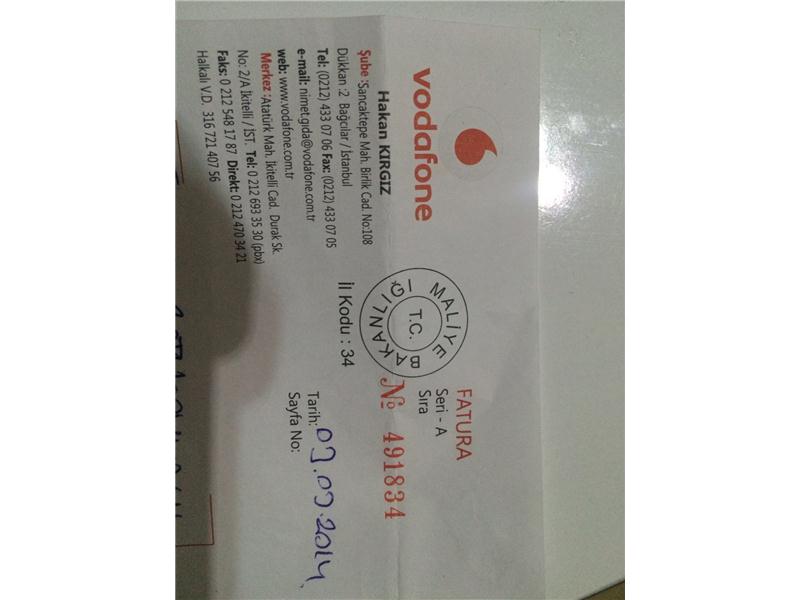 vodafone
Hakan KIRGIZ
Şube :Sancaktepe Mah. Birlik Cad. No:108
Dükkan :2 Bağcılar / İstanbul
Tel: (0212) 433 07 06 Fax: (0212) 433 07 05
e-mail: nimet.gida@vodafone.com.tr
web: www.vodafone.com.tr
Merkez :Atatürk Mah. İkitelli Cad. Durak Sk.
No: 2/A İkitelli / İST. Tel: 0 212 693 35 30 (pbx)
Faks: 0 212 548 17 87 Direkt: 0 212 470 34 21
Halkalı V.D. 316 721 407 56
MALİYE BAKANLIĞI
T.C.
İl Kodu : 34
FATURA
Seri - A
Sıra
№ 491834
Tarih: 09.09.2014
Sayfa No: